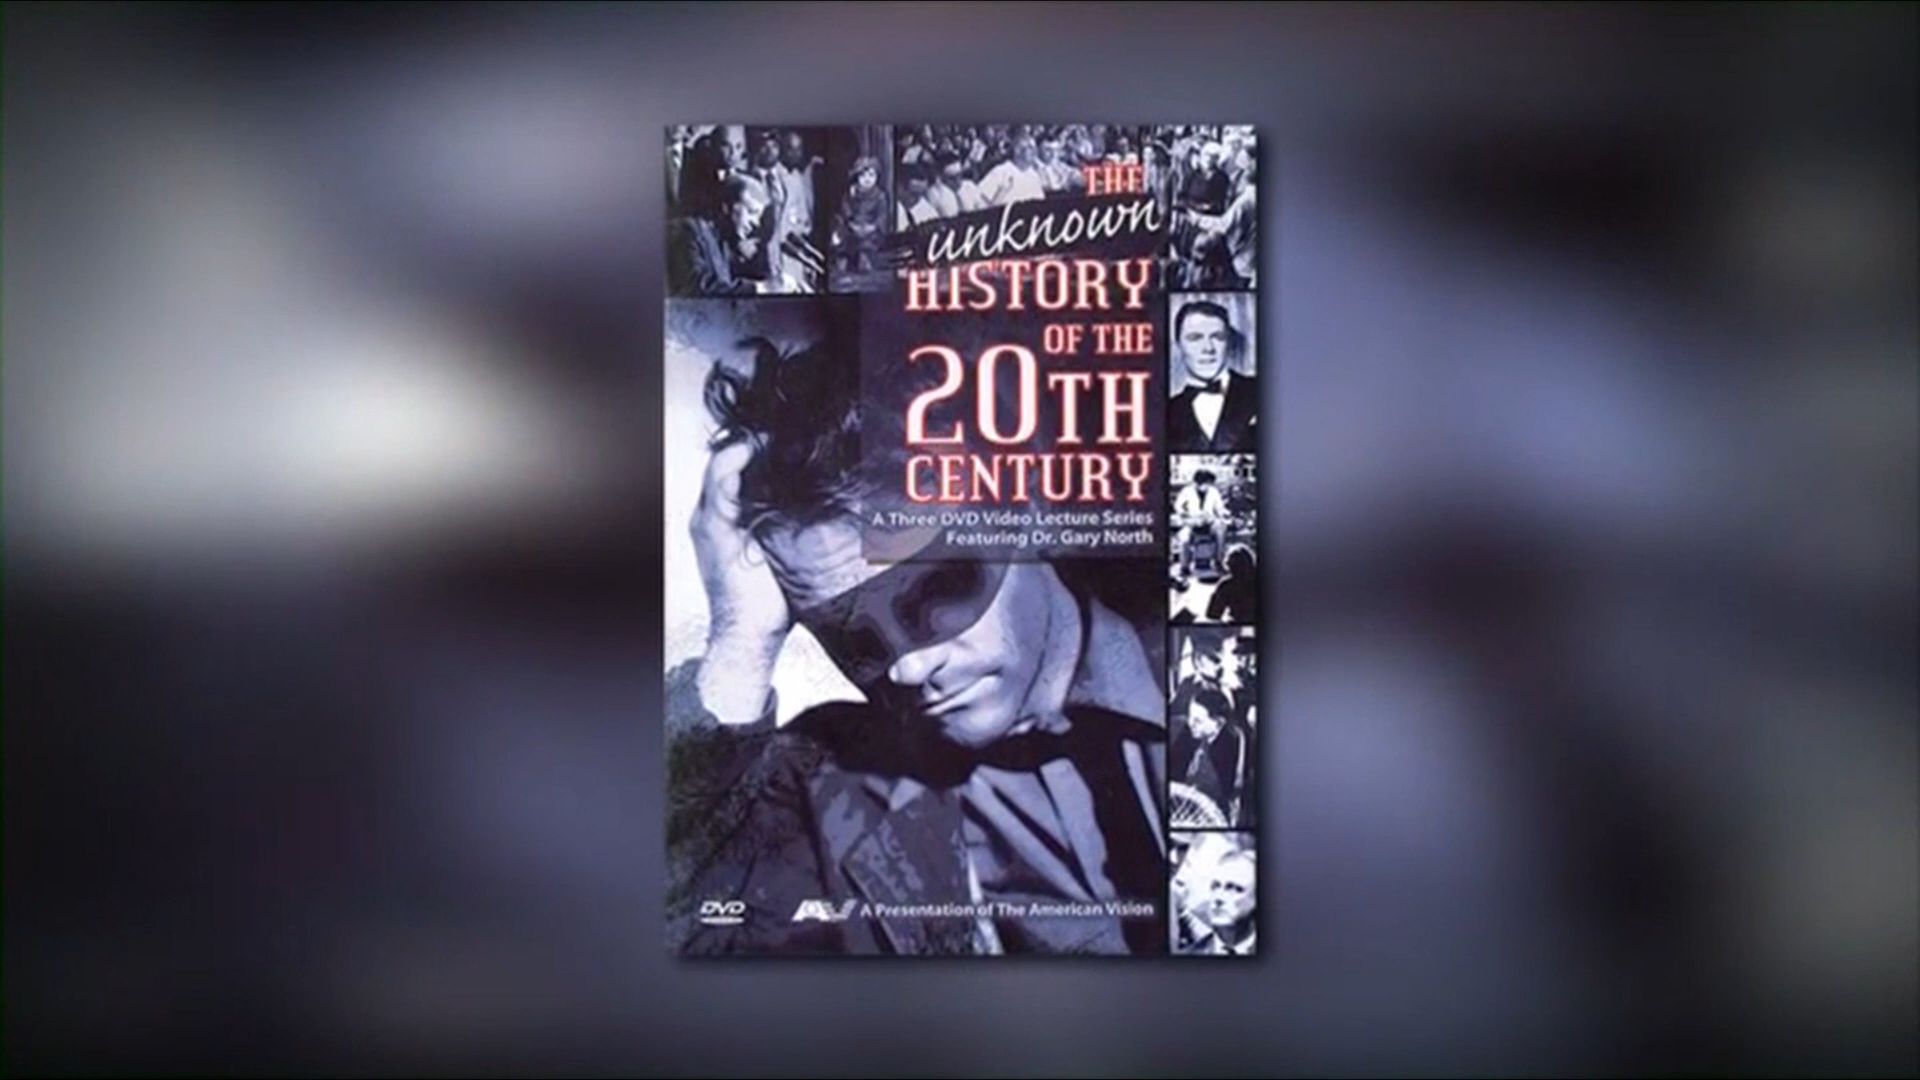 THE
unknown
HISTORY
OF THE
20TH
CENTURY
A Three DVD Video Lecture Series
Featuring Dr. Gary North
DVD
AV A Presentation of The American Vision